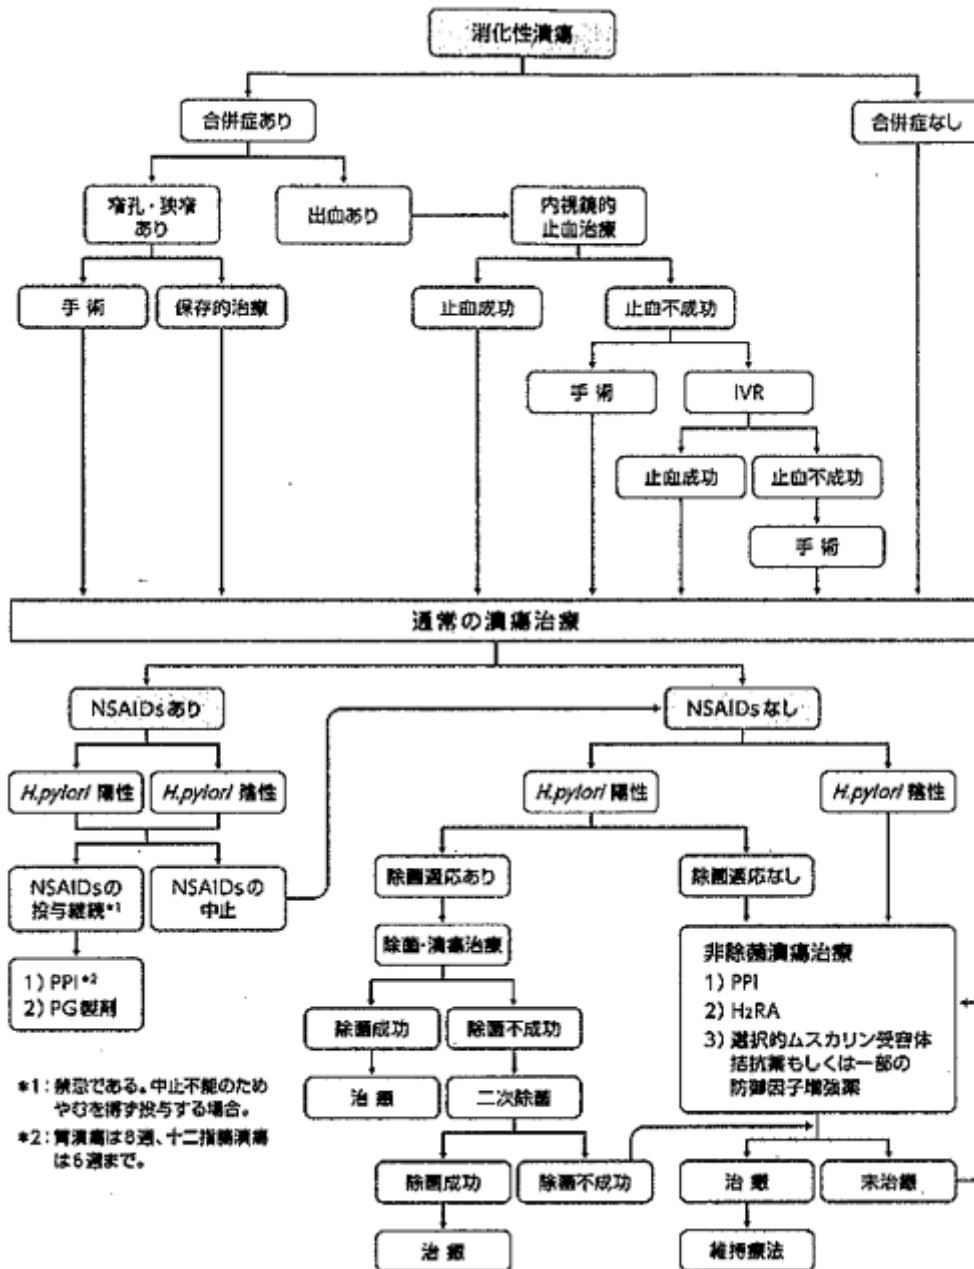 消化性潰瘍
合併症あり
合併症なし
穿孔・狭窄
あり
出血あり
内視鏡的
止血治療
手術
保存的治療
止血成功
止血不成功
手術
IVR
止血成功
止血不成功
手術
通常の潰瘍治療
NSAIDsあり
NSAIDsなし
H.pylori 陽性
H.pylori 陰性
H.pylori 陽性
H.pylori 陰性
NSAIDsの
投与継続*1
NSAIDsの
中止
除菌適応あり
除菌適応なし
1) PPI*2
2) PG製剤
除菌・潰瘍治療
非除菌潰瘍治療
1) PPI
2) H2RA
3) 選択的ムスカリン受容体
拮抗薬もしくは一部の
防御因子増強薬
除菌成功
除菌不成功
*1：禁忌である。中止不能のため
やむを得ず投与する場合。
*2：胃潰瘍は8週、十二指腸潰瘍
は6週まで。
治癒
二次除菌
除菌成功
除菌不成功
治癒
未治癒
治癒
維持療法